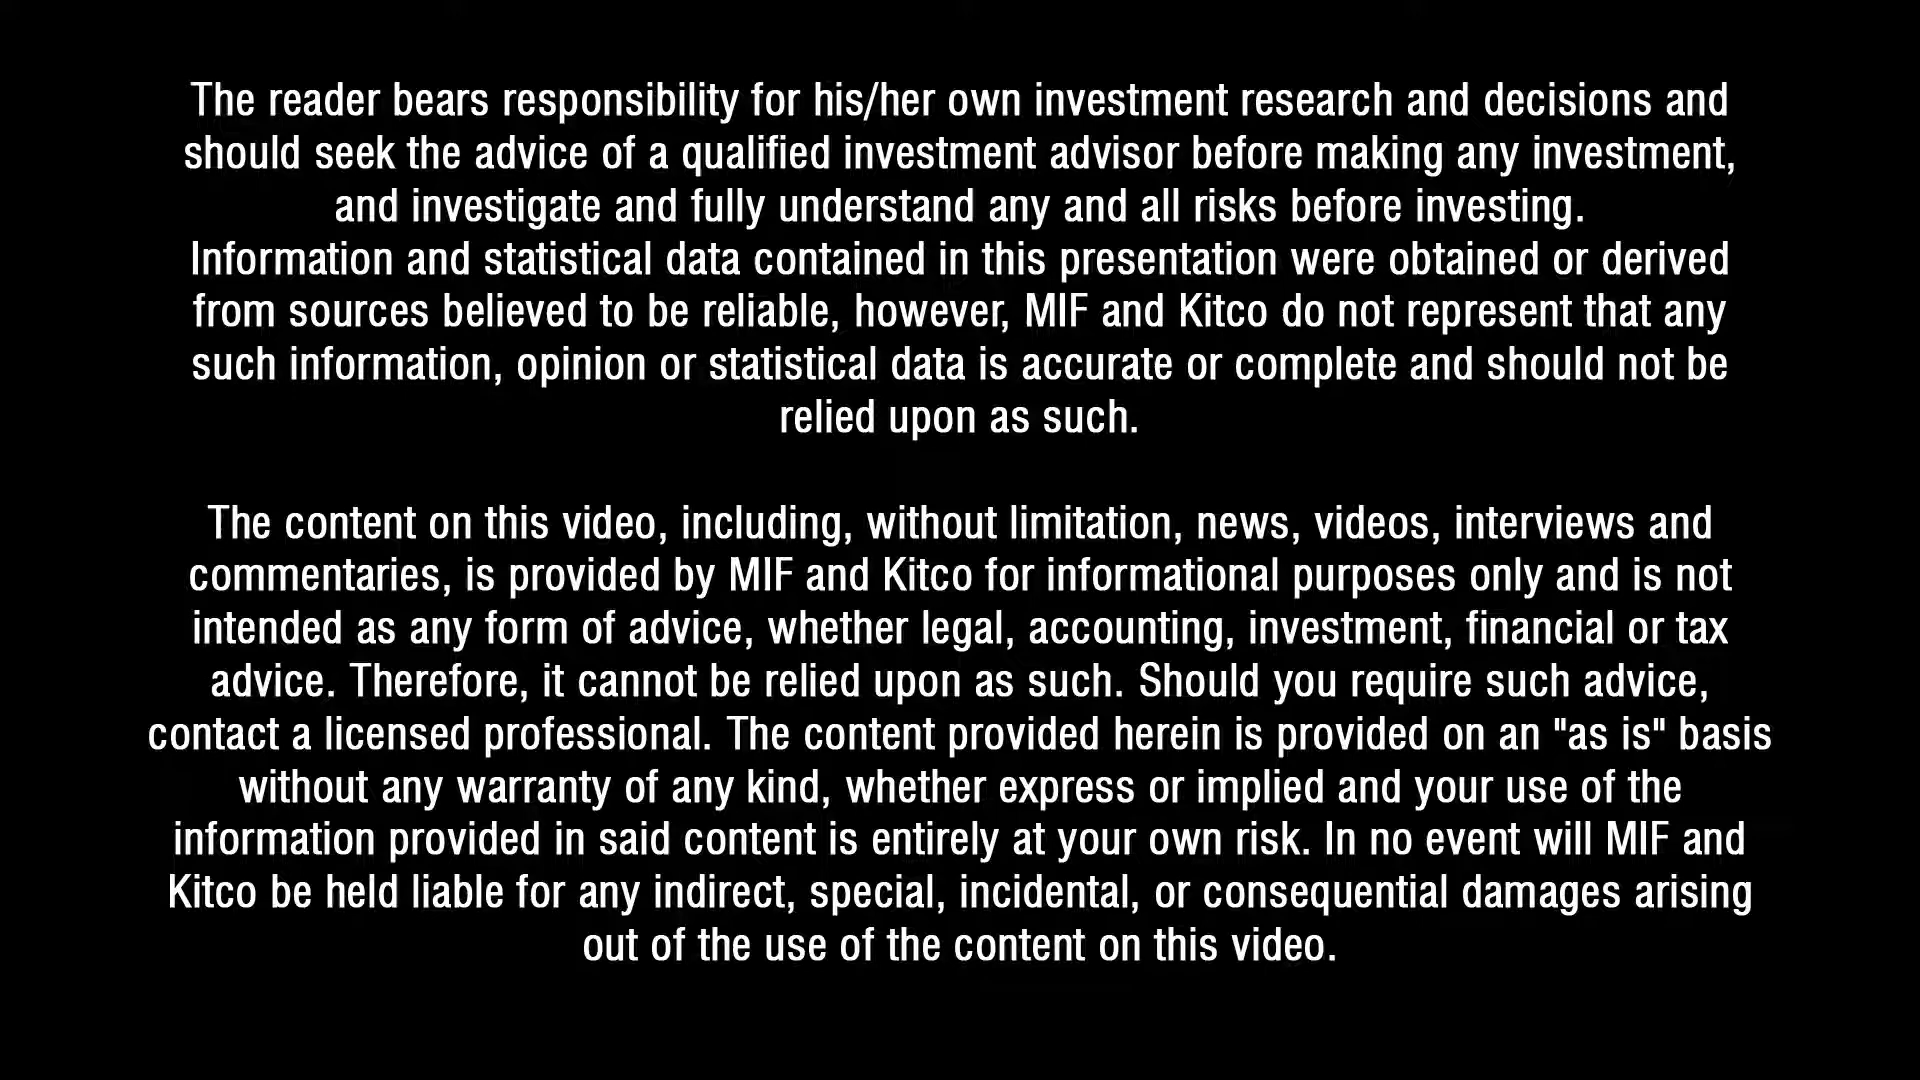 The reader bears responsibility for his/her own investment research and decisions and
should seek the advice of a qualified investment advisor before making any investment,
and investigate and fully understand any and all risks before investing.
Information and statistical data contained in this presentation were obtained or derived
from sources believed to be reliable, however, MIF and Kitco do not represent that any
such information, opinion or statistical data is accurate or complete and should not be
relied upon as such.
The content on this video, including, without limitation, news, videos, interviews and
commentaries, is provided by MIF and Kitco for informational purposes only and is not
intended as any form of advice, whether legal, accounting, investment, financial or tax
advice. Therefore, it cannot be relied upon as such. Should you require such advice,
contact a licensed professional. The content provided herein is provided on an "as is" basis
without any warranty of any kind, whether express or implied and your use of the
information provided in said content is entirely at your own risk. In no event will MIF and
Kitco be held liable for any indirect, special, incidental, or consequential damages arising
out of the use of the content on this video.